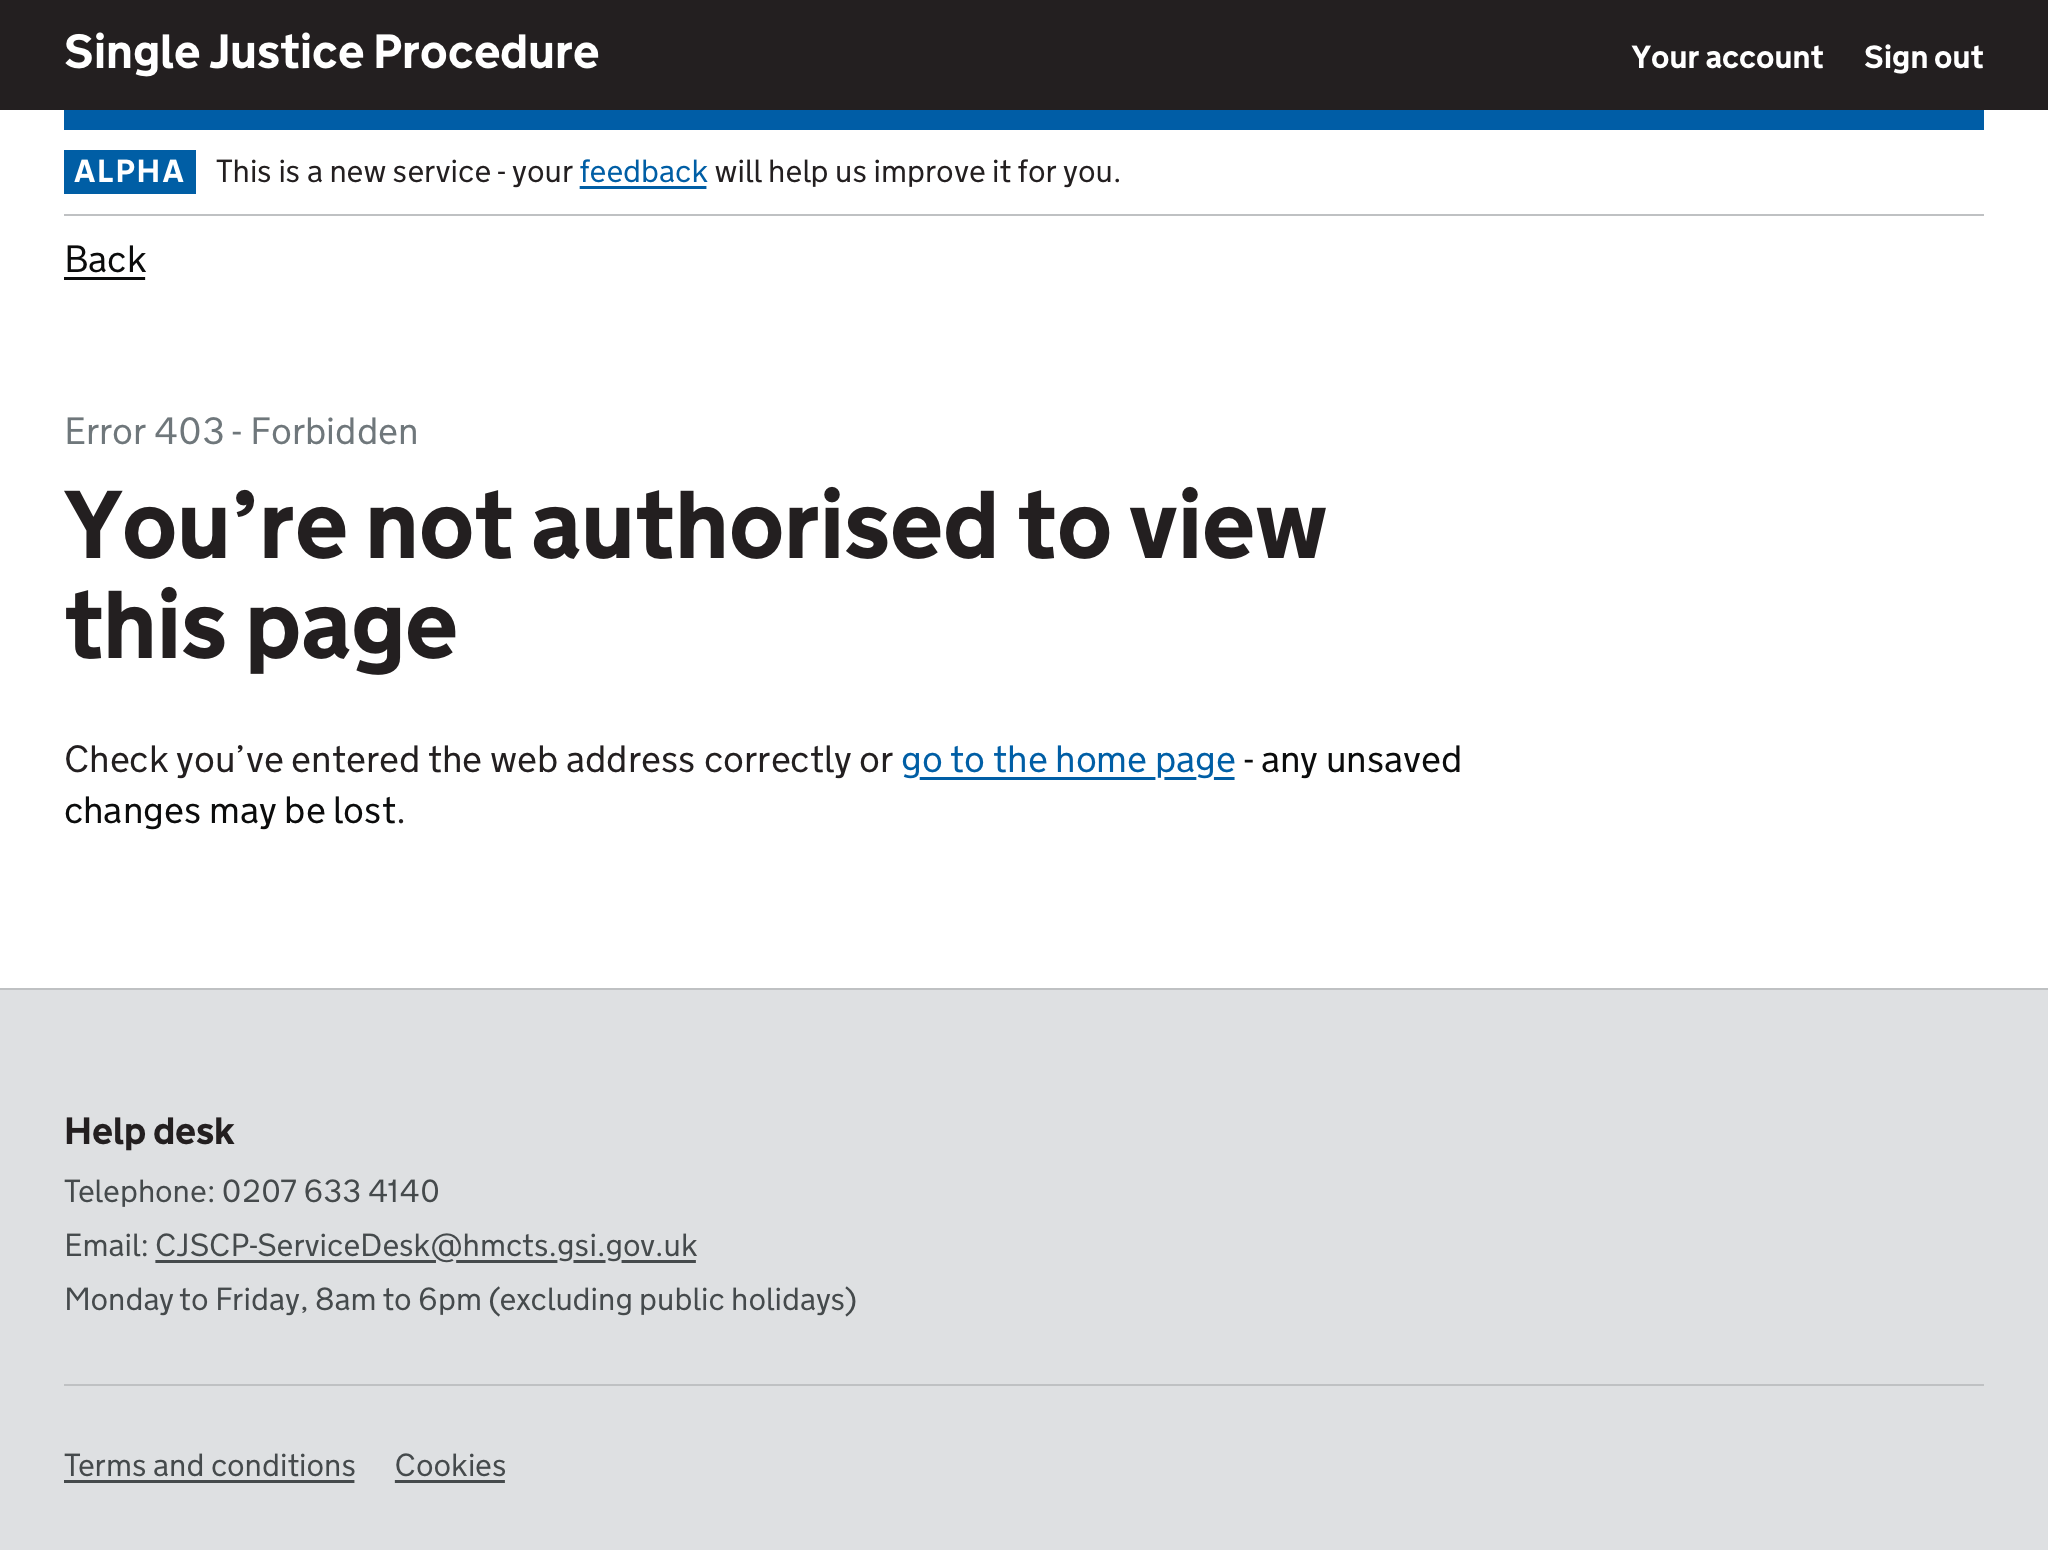 Single Justice Procedure
Your account
Sign out
ALPHA This is a new service - your feedback will help us improve it for you.
Back
Error 403 - Forbidden
You’re not authorised to view
this page
Check you’ve entered the web address correctly or go to the home page - any unsaved
changes may be lost.
Help desk
Telephone: 0207 633 4140
Email: CJSCP-ServiceDesk@hmcts.gsi.gov.uk
Monday to Friday, 8am to 6pm (excluding public holidays)
Terms and conditions
Cookies